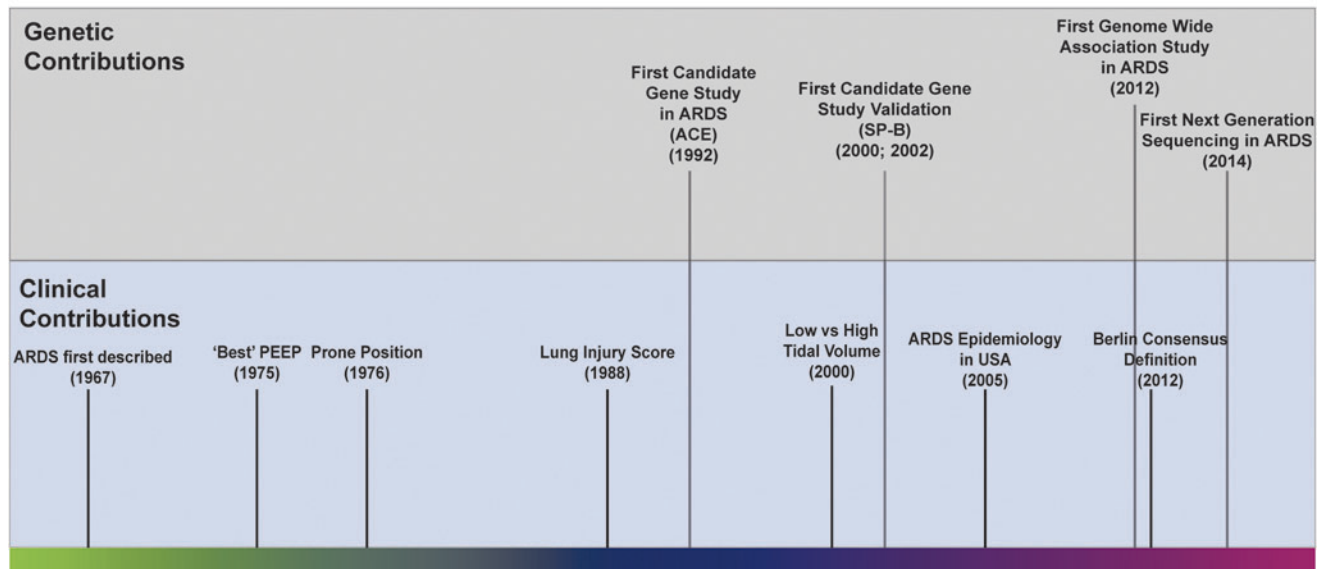 Genetic
Contributions
First Candidate
Gene Study
in ARDS
(ACE)
(1992)
First Candidate Gene
Study Validation
(SP-B)
(2000; 2002)
First Genome Wide
Association Study
in ARDS
(2012)
First Next Generation
Sequencing in ARDS
(2014)
Clinical
Contributions
ARDS first described
(1967)
‘Best’ PEEP
(1975)
Prone Position
(1976)
Lung Injury Score
(1988)
Low vs High
Tidal Volume
(2000)
ARDS Epidemiology
in USA
(2005)
Berlin Consensus
Definition
(2012)